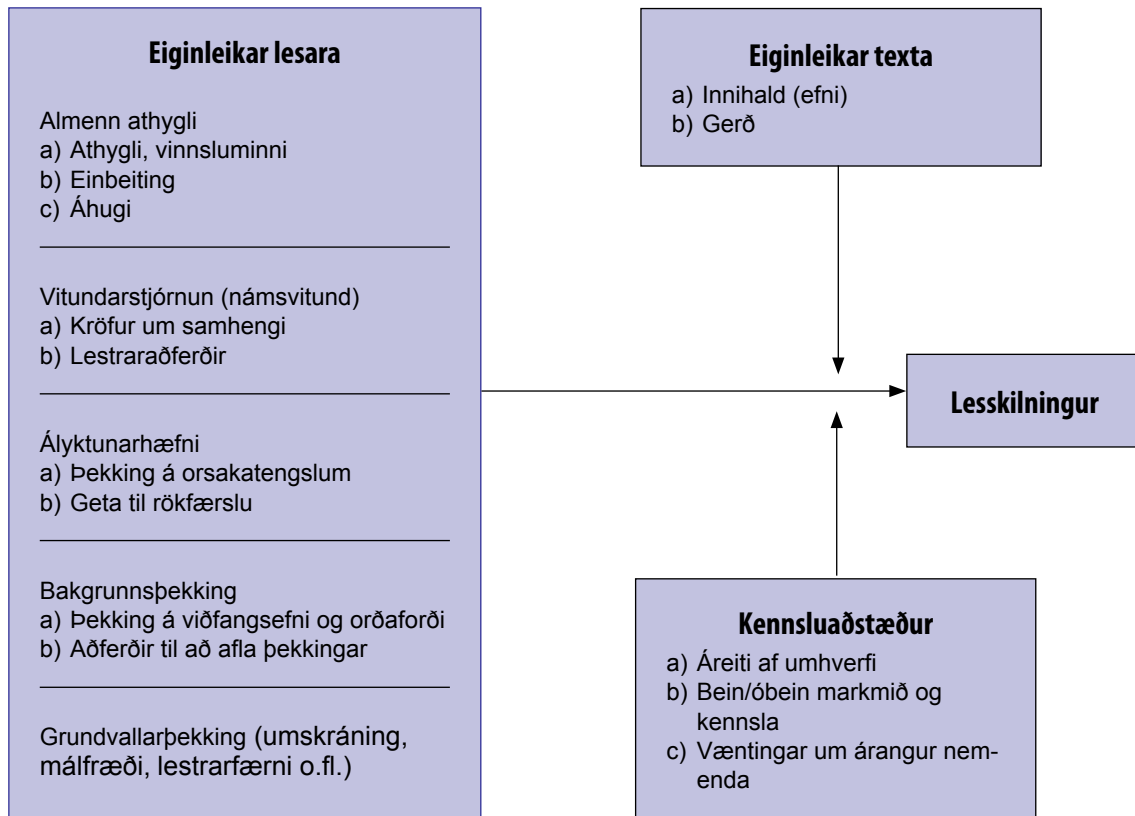 Eiginleikar lesara
Almenn athygli
a) Athygli, vinnsluminni
b) Einbeiting
c) Áhugi
Vitundarstjórnun (námsvitund)
a) Kröfur um samhengi
b) Lestraraðferðir
Ályktunarhæfni
a) Þekking á orsakatengslum
b) Geta til rökfærslu
Bakgrunnsþekking
a) Þekking á viðfangsefni og orðaforði
b) Aðferðir til að afla þekkingar
Grundvallarþekking (umskráning,
málfræði, lestrarfærni o.fl.)
Eiginleikar texta
a) Innihald (efni)
b) Gerð
Lesskilningur
Kennsluaðstæður
a) Áreiti af umhverfi
b) Bein/óbein markmið og
kennsla
c) Væntingar um árangur nem-
enda